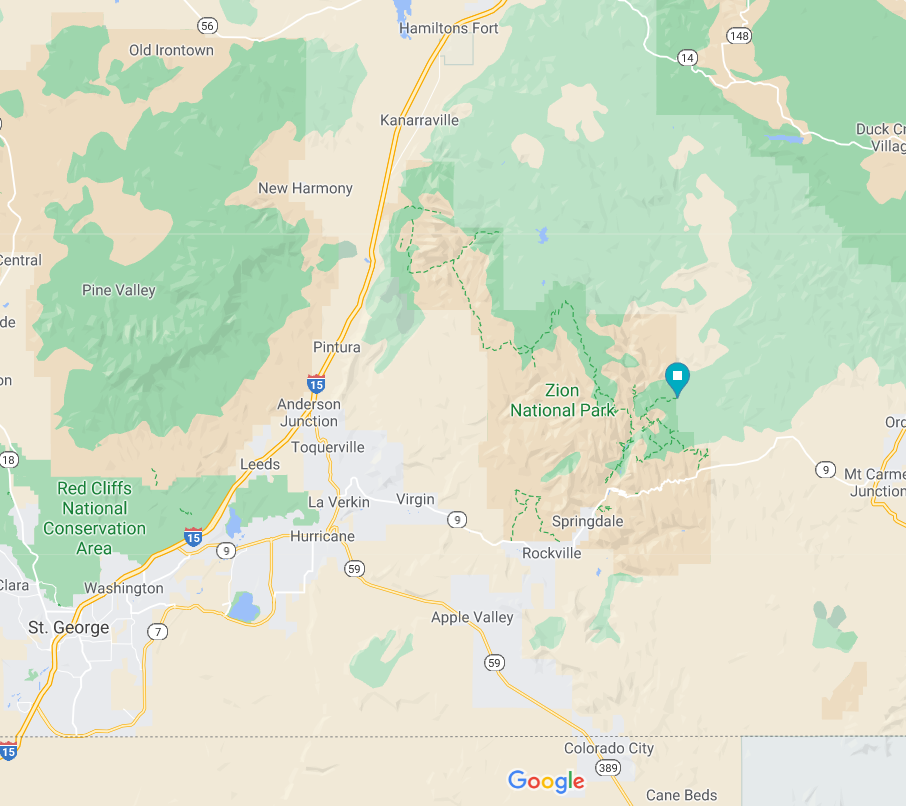 56
Hamiltons Fort
Old Irontown
148
14
Kanarraville
Duck Cr
Villag
New Harmony
Central
Pine Valley
de
Pintura
15
on
Zion
National Park
Anderson
Junction
Orc
Toquerville
18
Leeds
9
Mt Carme
Junction
Red Cliffs
National
Conservation
Area
La Verkin
Virgin
9
Springdale
15
Hurricane
9
Rockville
59
Clara
Washington
Apple Valley
St. George
7
59
15
Colorado City
389
Google
Cane Beds